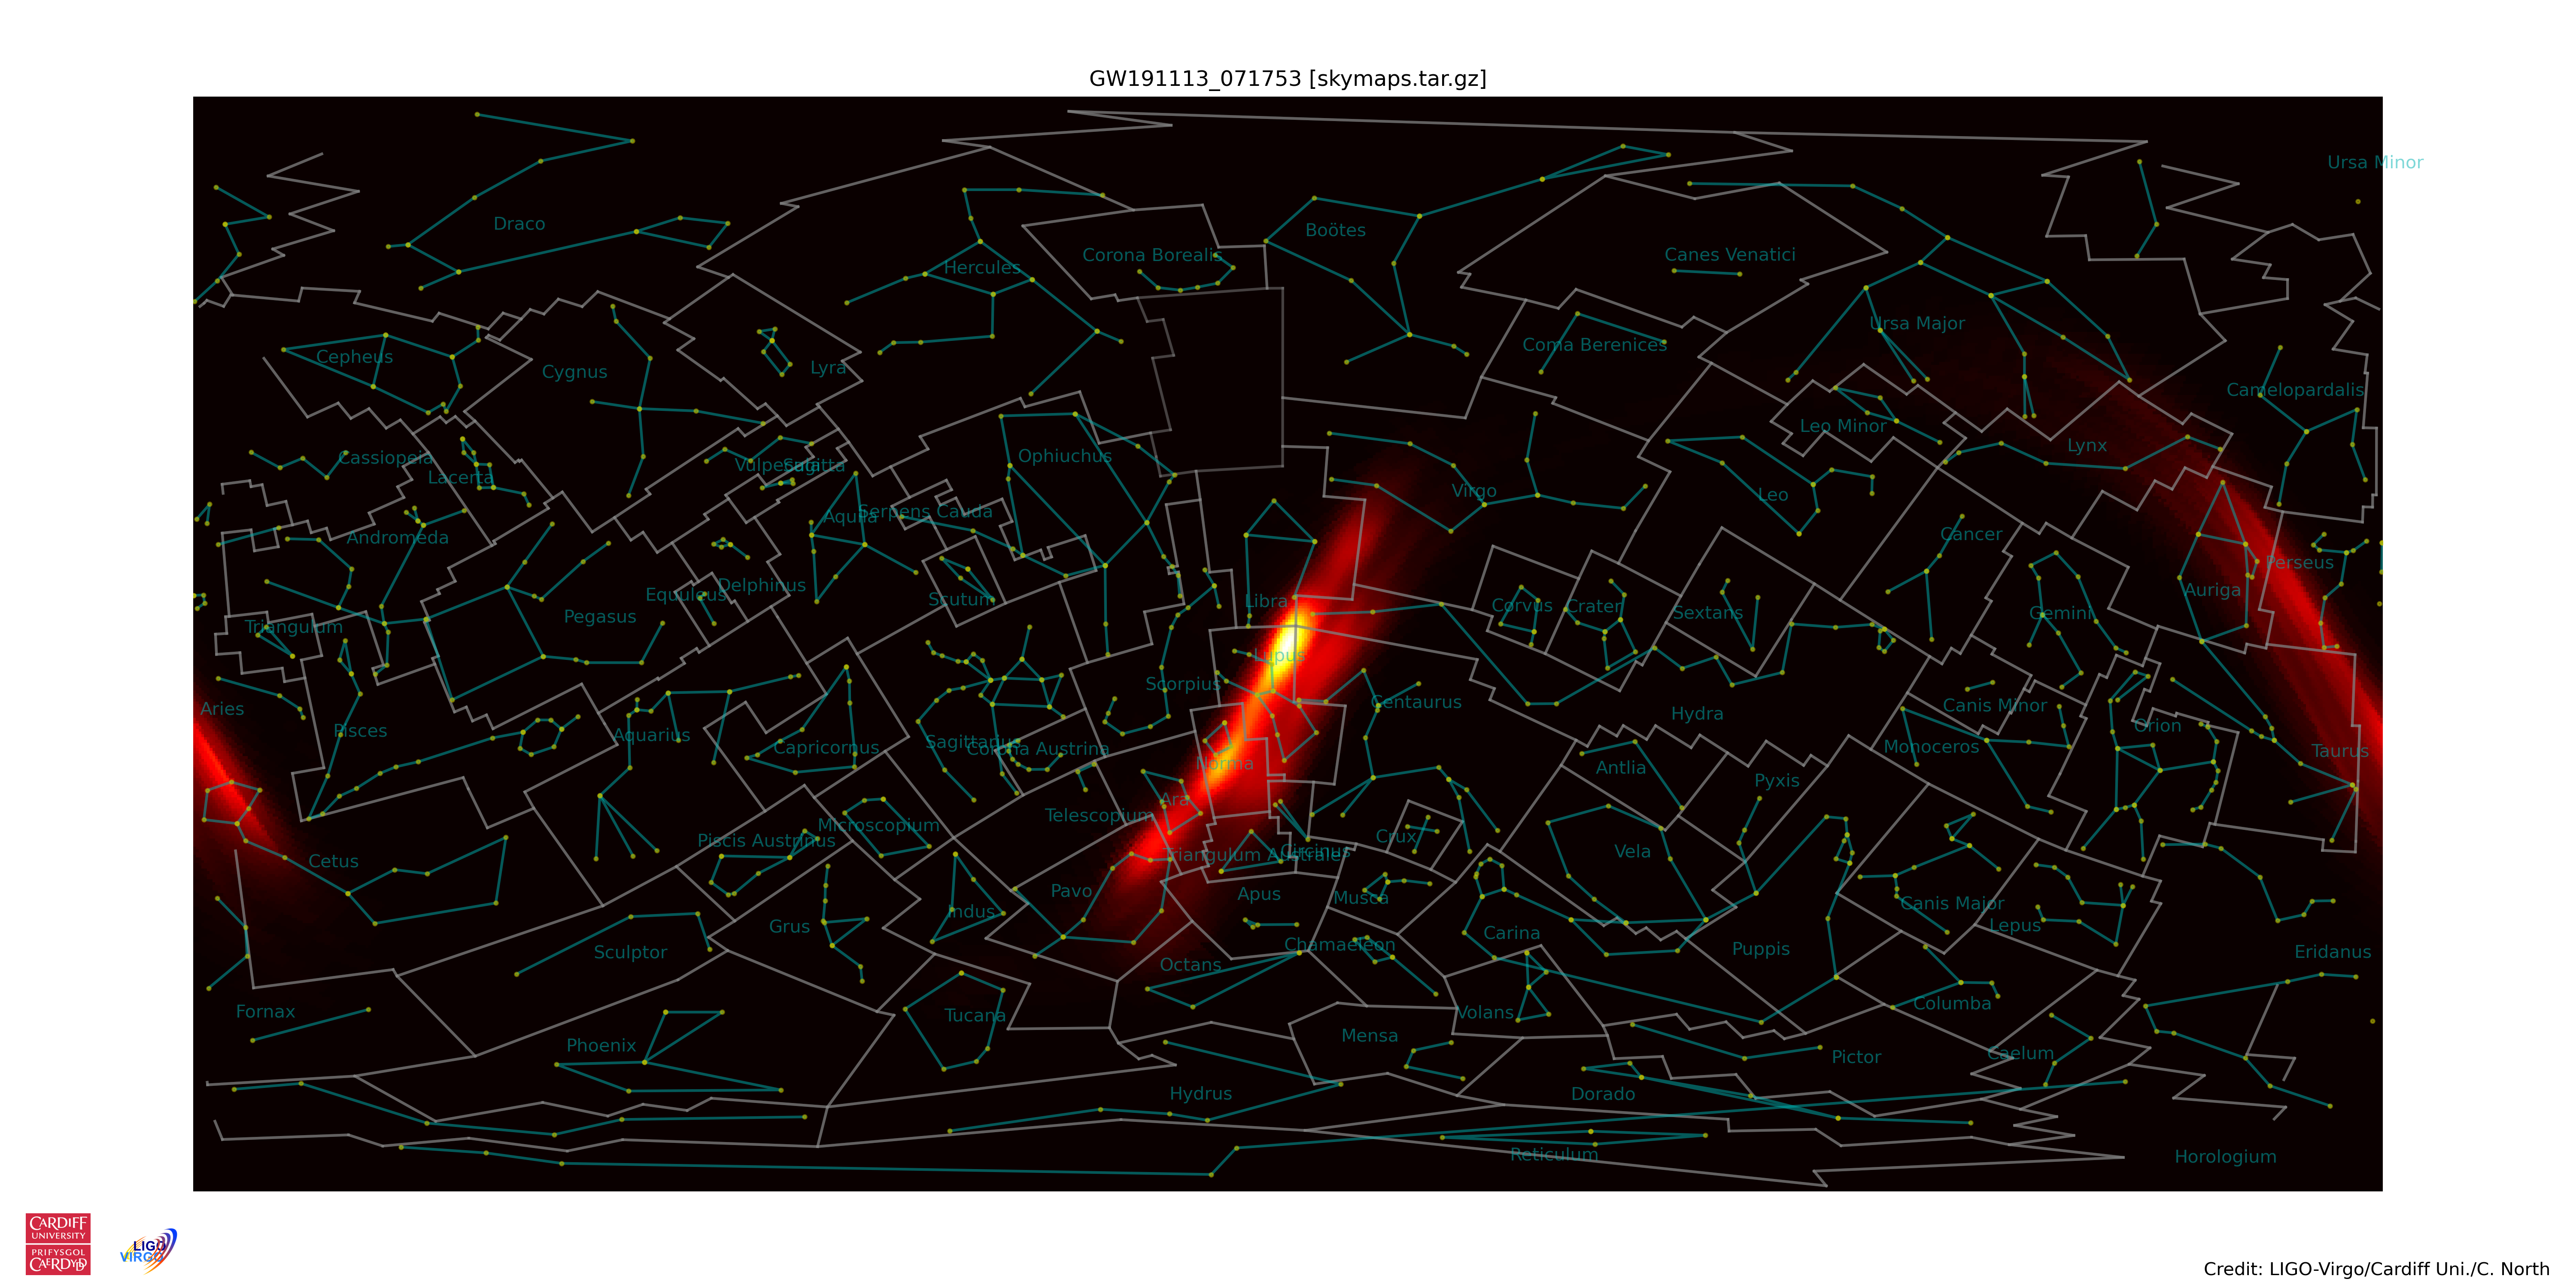 GW191113_071753 [skymaps.tar.gz]
Ursa Minor
Draco
Boötes
Corona Borealis
Canes Venatici
Hercules
Ursa Major
Coma Berenices
Cepheus
Lyra
Cygnus
Camelopardalis
Leo Minor
Lynx
Ophiuchus
Cassiopeia
Vulpecula
Sagitta
Lacerta
Virgo
Leo
Serpens Cauda
Aquila
Andromeda
Cancer
Perseus
Delphinus
Auriga
Equuleus
Scutum
Libra
Corvus
Crater
Sextans
Gemini
Pegasus
Triangulum
Lupus
Scorpius
Centaurus
Canis Minor
Aries
Hydra
Orion
Pisces
Aquarius
Sagittarius
Capricornus
Corona Austrina
Monoceros
Taurus
Norma
Antlia
Pyxis
Ara
Telescopium
Microscopium
Crux
Piscis Austrinus
Triangulum Australe
Circinus
Vela
Cetus
Pavo
Apus
Musca
Canis Major
Indus
Grus
Lepus
Carina
Chamaeleon
Puppis
Sculptor
Eridanus
Octans
Columba
Fornax
Tucana
Volans
Mensa
Phoenix
Caelum
Pictor
Hydrus
Dorado
Reticulum
Horologium
CARDIFF
UNIVERSITY
PRIFYSGOL
CAERDYDD
LIGO
VIRGO
Credit: LIGO-Virgo/Cardiff Uni./C. North